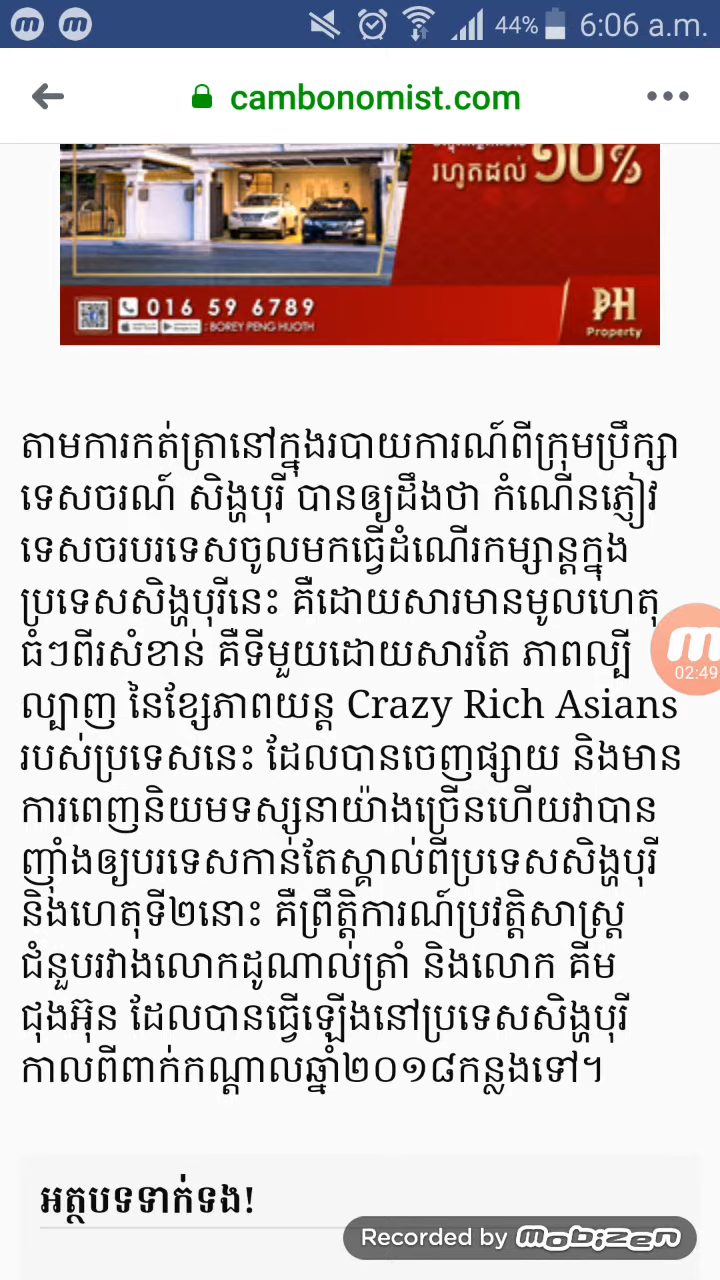 6:06 a.m.
44%
cambonomist.com
រហូតដល់ ១០%
016 59 6789
: BOREY PENG HUOTH
PH
Property
តាមការកត់ត្រានៅក្នុងរបាយការណ៍ពីក្រុមប្រឹក្សា
ទេសចរណ៍ សិង្ហបុរី បានឲ្យដឹងថា កំណើនភ្ញៀវ
ទេសចរបរទេសចូលមកធ្វើដំណើរកម្សាន្តក្នុង
ប្រទេសសិង្ហបុរីនេះ គឺដោយសារមានមូលហេតុ
ធំៗពីរសំខាន់ គឺទីមួយដោយសារតែ ភាពល្បី
ល្បាញ នៃខ្សែភាពយន្ត Crazy Rich Asians
របស់ប្រទេសនេះ ដែលបានចេញផ្សាយ និងមាន
ការពេញនិយមទស្សនាយ៉ាងច្រើនហើយវាបាន
ញ៉ាំងឲ្យបរទេសកាន់តែស្គាល់ពីប្រទេសសិង្ហបុរី
និងហេតុទី២នោះ គឺព្រឹត្តិការណ៍ប្រវត្តិសាស្ត្រ
ជំនួបរវាងលោកដូណាល់ត្រាំ និងលោក គីម
ជុងអ៊ុន ដែលបានធ្វើឡើងនៅប្រទេសសិង្ហបុរី
កាលពីពាក់កណ្តាលឆ្នាំ២០១៨កន្លងទៅ។
02:49
អត្ថបទទាក់ទង!
Recorded by mobizen